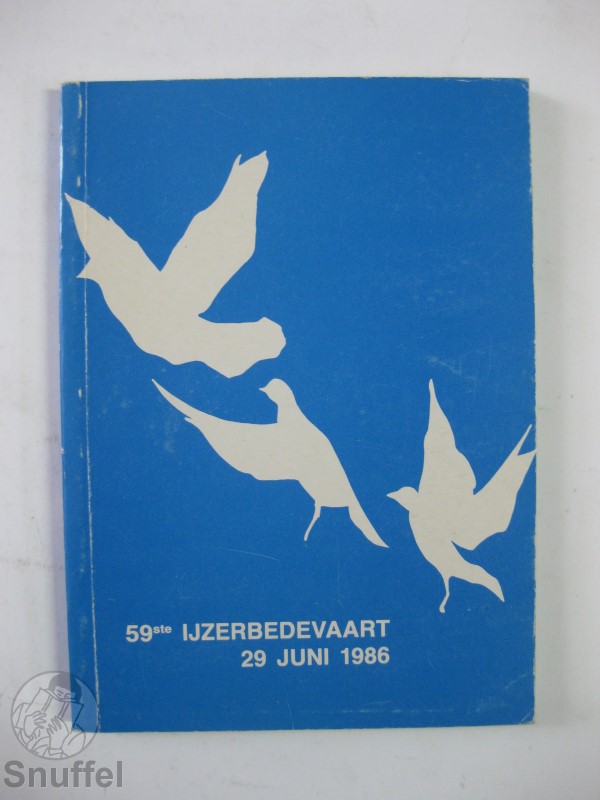 59ste IJZERBEDEVAART
29 JUNI 1986
Snuffel